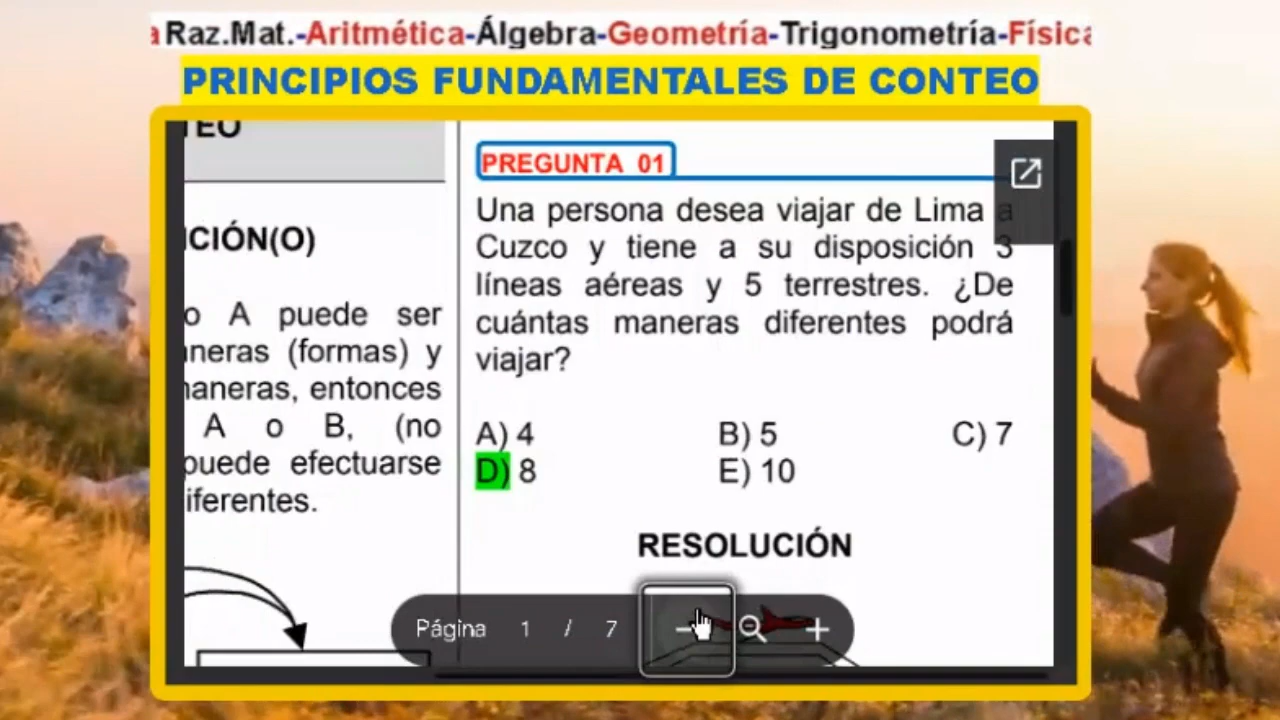 Raz.Mat.-Aritmética-Álgebra-Geometría-Trigonometría-Física
PRINCIPIOS FUNDAMENTALES DE CONTEO
TEO
CIÓN(O)
o A puede ser
neras (formas) y
maneras, entonces
A o B, (no
puede efectuarse
iferentes.
PREGUNTA 01
Una persona desea viajar de Lima a
Cuzco y tiene a su disposición 3
líneas aéreas y 5 terrestres. ¿De
cuántas maneras diferentes podrá
viajar?
A) 4 B) 5 C) 7
D) 8 E) 10
RESOLUCIÓN
Página 1 / 7